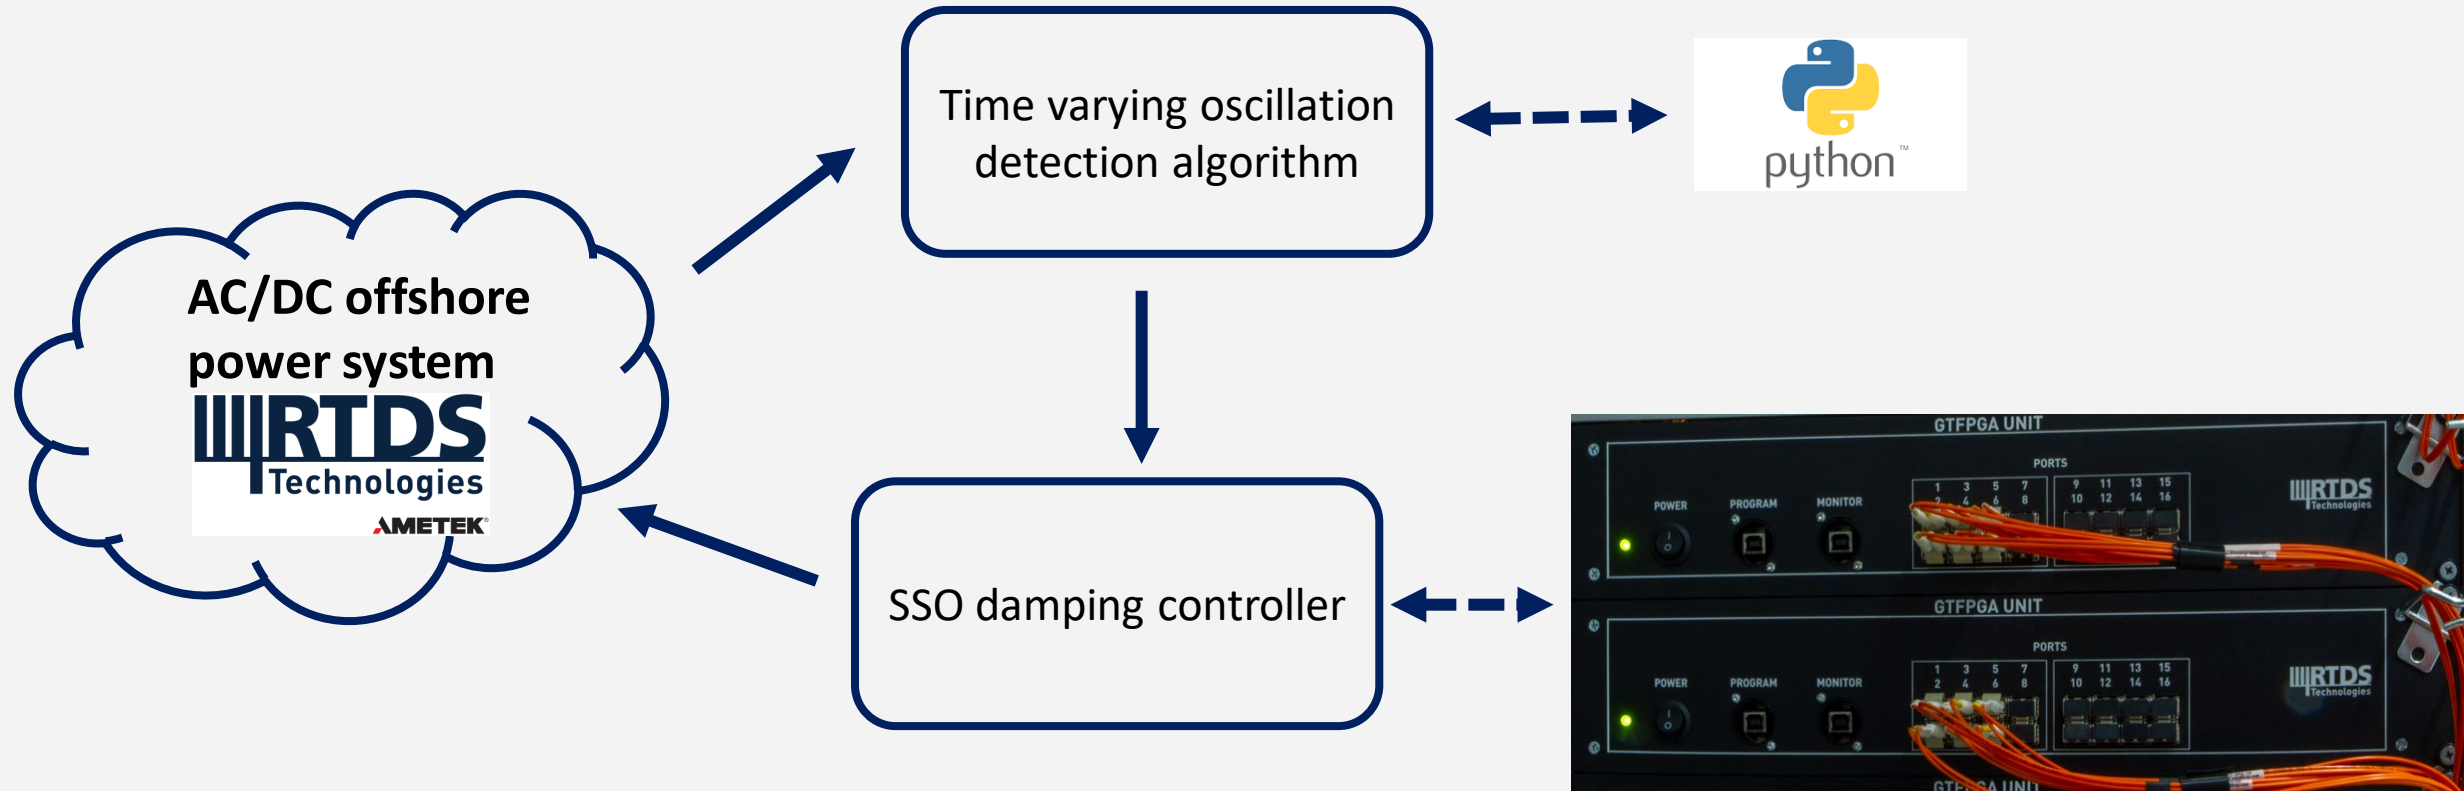 Time varying oscillation
detection algorithm
python™
AC/DC offshore
power system
RTDS
Technologies
AMETEK®
SSO damping controller
GTFPGA UNIT
PORTS
1 3 5 7 9 11 13 15
2 4 6 8 10 12 14 16
POWER PROGRAM MONITOR
RTDS
Technologies
GTFPGA UNIT
PORTS
1 3 5 7 9 11 13 15
2 4 6 8 10 12 14 16
POWER PROGRAM MONITOR
RTDS
Technologies
GTFPGA UNIT